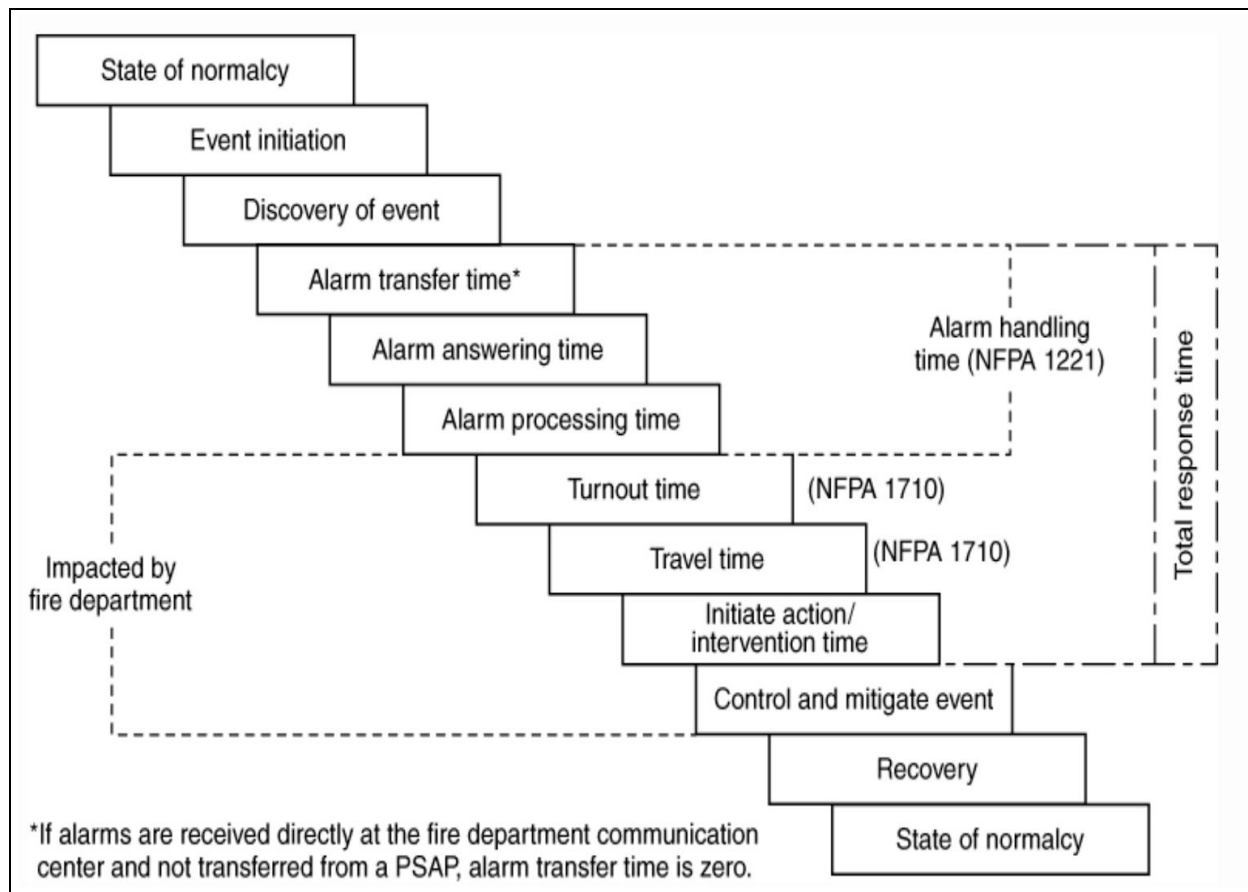 State of normalcy
Event initiation
Discovery of event
Alarm transfer time*
Alarm handling
time (NFPA 1221)
Alarm answering time
Alarm processing time
Total response time
Turnout time
(NFPA 1710)
Travel time
(NFPA 1710)
Impacted by
fire department
Initiate action/
intervention time
Control and mitigate event
Recovery
State of normalcy
*If alarms are received directly at the fire department communication
center and not transferred from a PSAP, alarm transfer time is zero.